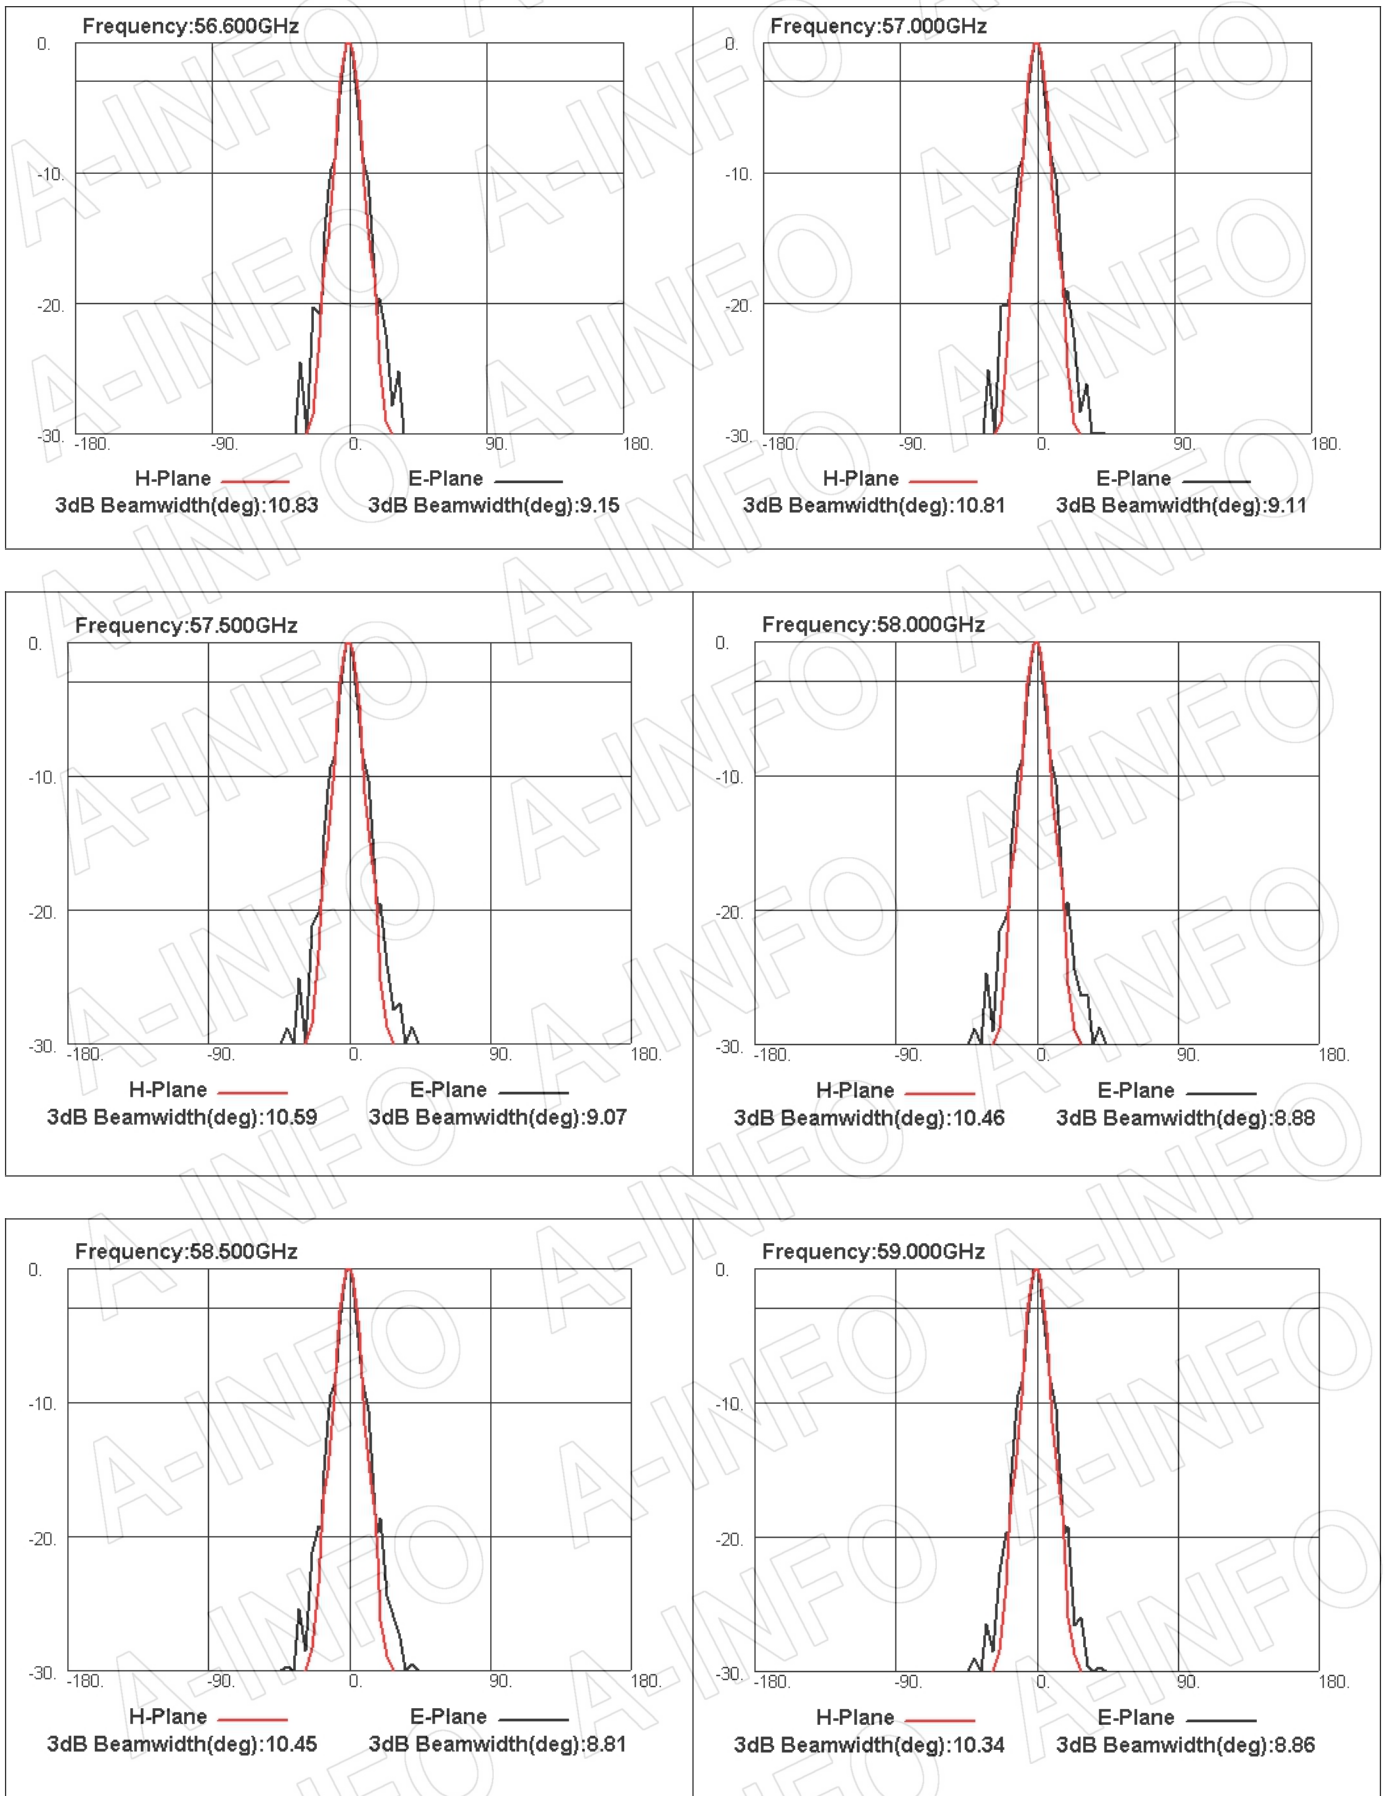 Frequency:56.600GHz
0.
-10.
-20.
-30.
-180. -90. 0. 90. 180.
H-Plane E-Plane
3dB Beamwidth(deg):10.83 3dB Beamwidth(deg):9.15
Frequency:57.000GHz
0.
-10.
-20.
-30.
-180. -90. 0. 90. 180.
H-Plane E-Plane
3dB Beamwidth(deg):10.81 3dB Beamwidth(deg):9.11
Frequency:57.500GHz
0.
-10.
-20.
-30.
-180. -90. 0. 90. 180.
H-Plane E-Plane
3dB Beamwidth(deg):10.59 3dB Beamwidth(deg):9.07
Frequency:58.000GHz
0.
-10.
-20.
-30.
-180. -90. 0. 90. 180.
H-Plane E-Plane
3dB Beamwidth(deg):10.46 3dB Beamwidth(deg):8.88
Frequency:58.500GHz
0.
-10.
-20.
-30.
-180. -90. 0. 90. 180.
H-Plane E-Plane
3dB Beamwidth(deg):10.45 3dB Beamwidth(deg):8.81
Frequency:59.000GHz
0.
-10.
-20.
-30.
-180. -90. 0. 90. 180.
H-Plane E-Plane
3dB Beamwidth(deg):10.34 3dB Beamwidth(deg):8.86
A-INFO